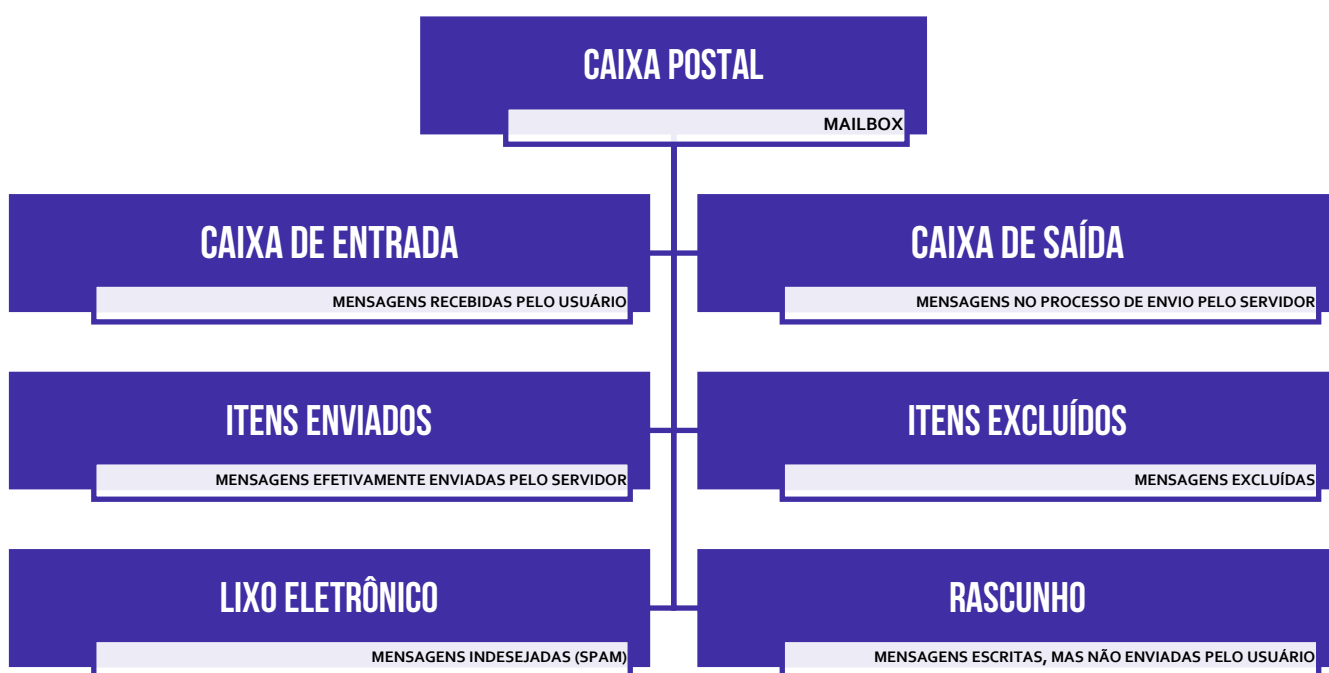 CAIXA POSTAL
MAILBOX
CAIXA DE ENTRADA
MENSAGENS RECEBIDAS PELO USUÁRIO
CAIXA DE SAÍDA
MENSAGENS NO PROCESSO DE ENVIO PELO SERVIDOR
ITENS ENVIADOS
MENSAGENS EFETIVAMENTE ENVIADAS PELO SERVIDOR
ITENS EXCLUÍDOS
MENSAGENS EXCLUÍDAS
LIXO ELETRÔNICO
MENSAGENS INDESEJADAS (SPAM)
RASCUNHO
MENSAGENS ESCRITAS, MAS NÃO ENVIADAS PELO USUÁRIO